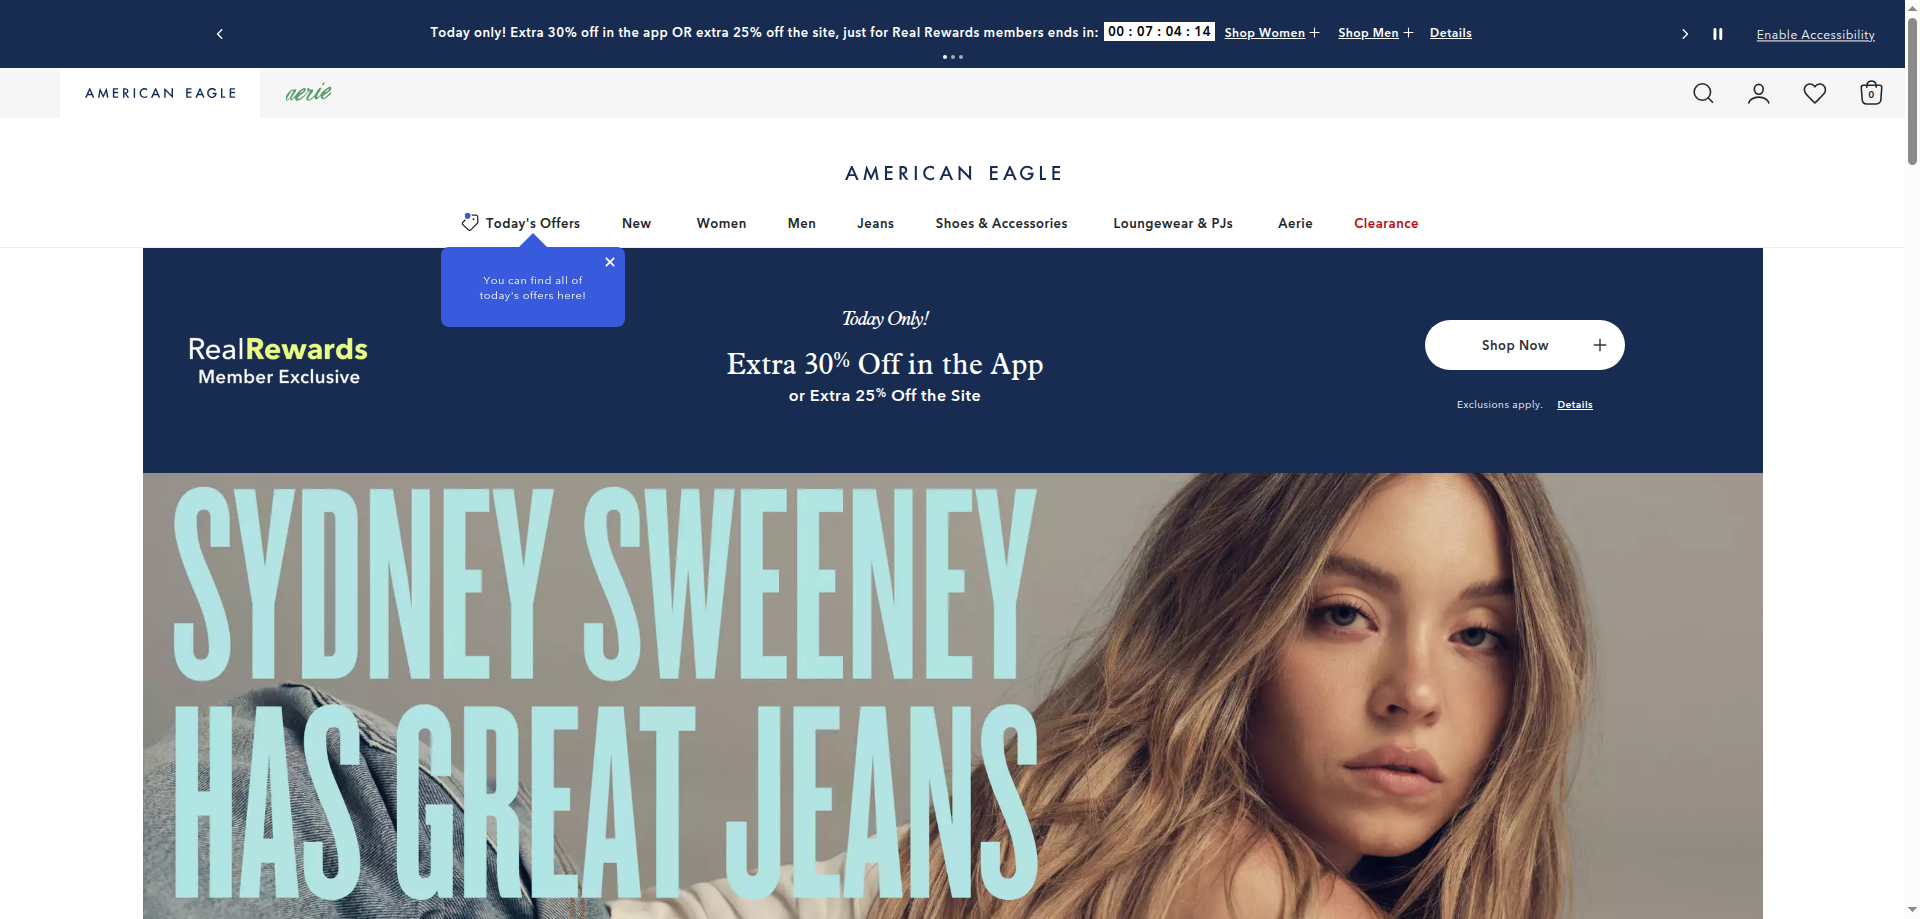 Today only! Extra 30% off in the app OR extra 25% off the site, just for Real Rewards members ends in: 00 : 07 : 04 : 14 Shop Women Shop Men Details
Enable Accessibility
AMERICAN EAGLE
aerie
0
AMERICAN EAGLE
Today's Offers New Women Men Jeans Shoes & Accessories Loungewear & PJs Aerie Clearance
You can find all of
today's offers here!
RealRewards
Member Exclusive
Today Only!
Extra 30% Off in the App
or Extra 25% Off the Site
Shop Now
Exclusions apply. Details
SYDNEY SWEENEY
HAS GREAT JEANS